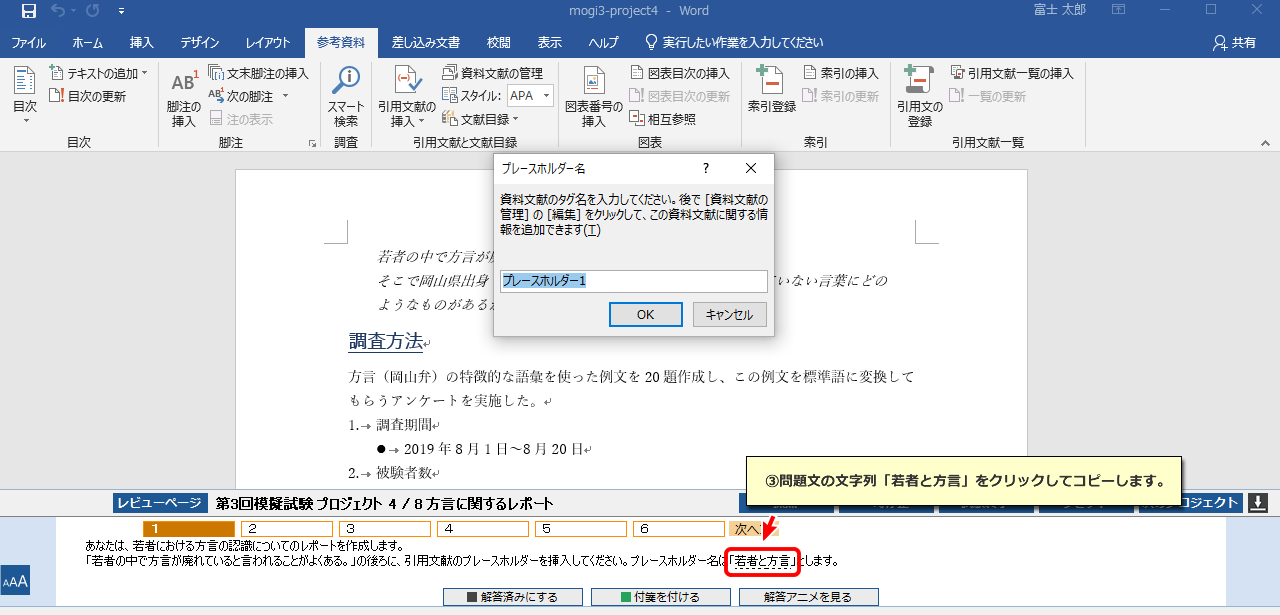 mogi3-project4 - Word
富士 太郎
ファイル ホーム 挿入 デザイン レイアウト 参考資料 差し込み文書 校閲 表示 ヘルプ 実行したい作業を入力してください 共有
目次
テキストの追加
目次の更新
目次
AB1
脚注の
挿入
文末脚注の挿入
AB1 次の脚注
注の表示
脚注
スマート
検索
調査
引用文献の
挿入
資料文献の管理
スタイル: APA
文献目録
引用文献と文献目録
図表番号の
挿入
図表目次の挿入
図表目次の更新
相互参照
図表
索引登録
索引の挿入
索引の更新
索引
引用文の
登録
引用文献一覧の挿入
一覧の更新
引用文献一覧
プレースホルダー名 ?
資料文献のタグ名を入力してください。後で [資料文献の
管理] の [編集] をクリックして、この資料文献に関する情
報を追加できます(T)
プレースホルダー1
OK キャンセル
若者の中で方言が
そこで岡山県出身 いない言葉にどの
ようなものがあるか
調査方法
方言（岡山弁）の特徴的な語彙を使った例文を 20 題作成し、この例文を標準語に変換して
もらうアンケートを実施した。
1. 調査期間
● 2019 年 8 月 1 日～8 月 20 日
2. 被験者数
③問題文の文字列「若者と方言」をクリックしてコピーします。
レビューページ 第3回模擬試験 プロジェクト 4 / 8 方言に関するレポート プロジェクト
1 2 3 4 5 6 次へ
あなたは、若者における方言の認識についてのレポートを作成します。
「若者の中で方言が廃れていると言われることがよくある。」の後ろに、引用文献のプレースホルダーを挿入してください。プレースホルダー名は「若者と方言」とします。
AAA
解答済みにする 付箋を付ける 解答アニメを見る